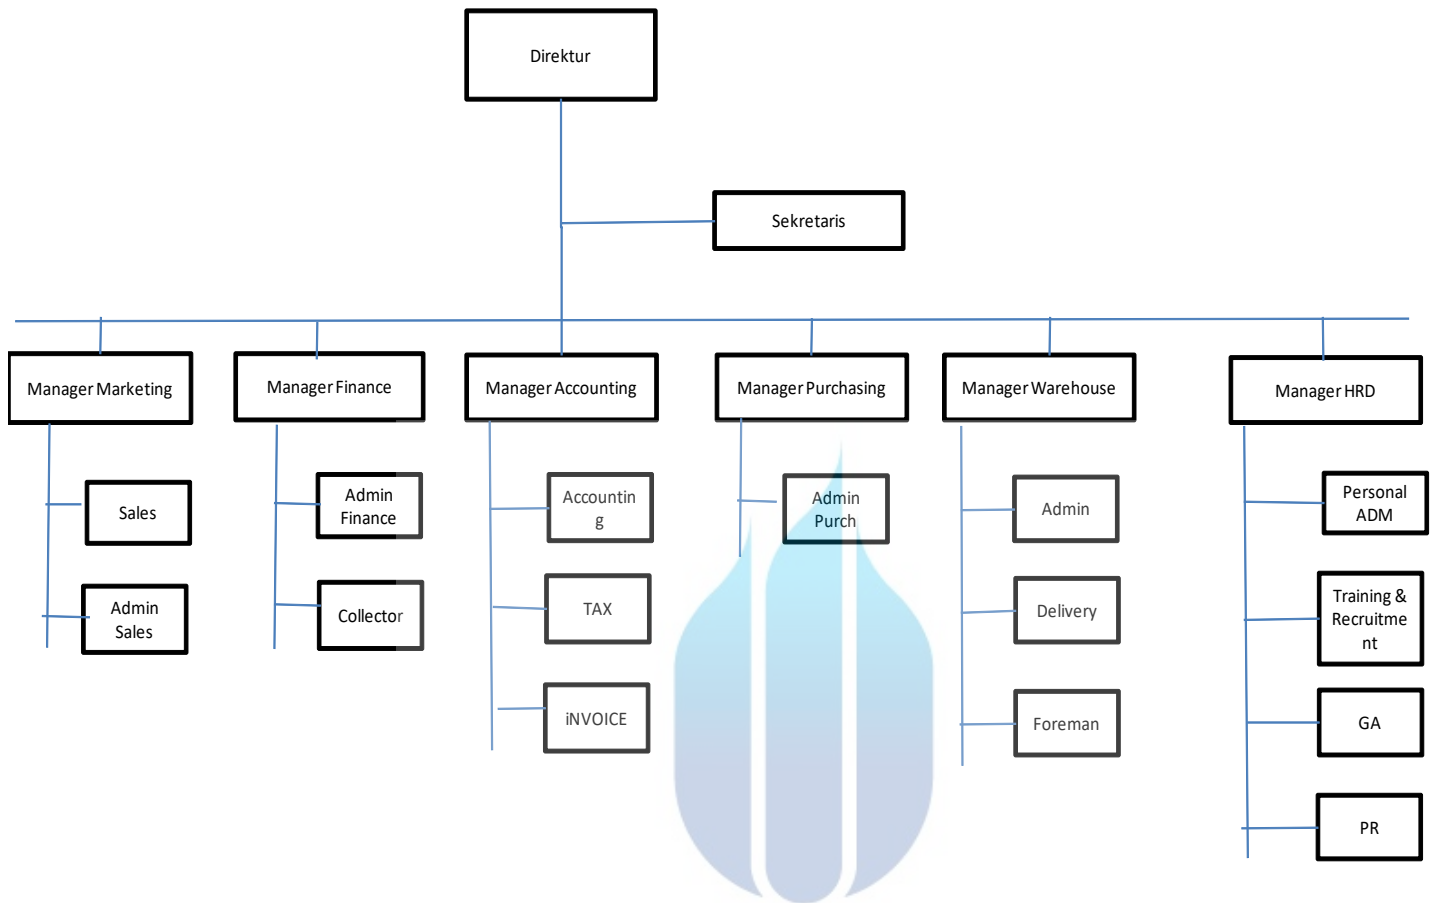 Direktur
Sekretaris
Manager Marketing
Manager Finance
Manager Accounting
Manager Purchasing
Manager Warehouse
Manager HRD
Sales
Admin
Sales
Admin
Finance
Collector
Accountin
g
TAX
iNVOICE
Admin
Purch
Admin
Delivery
Foreman
Personal
ADM
Training &
Recruitme
nt
GA
PR